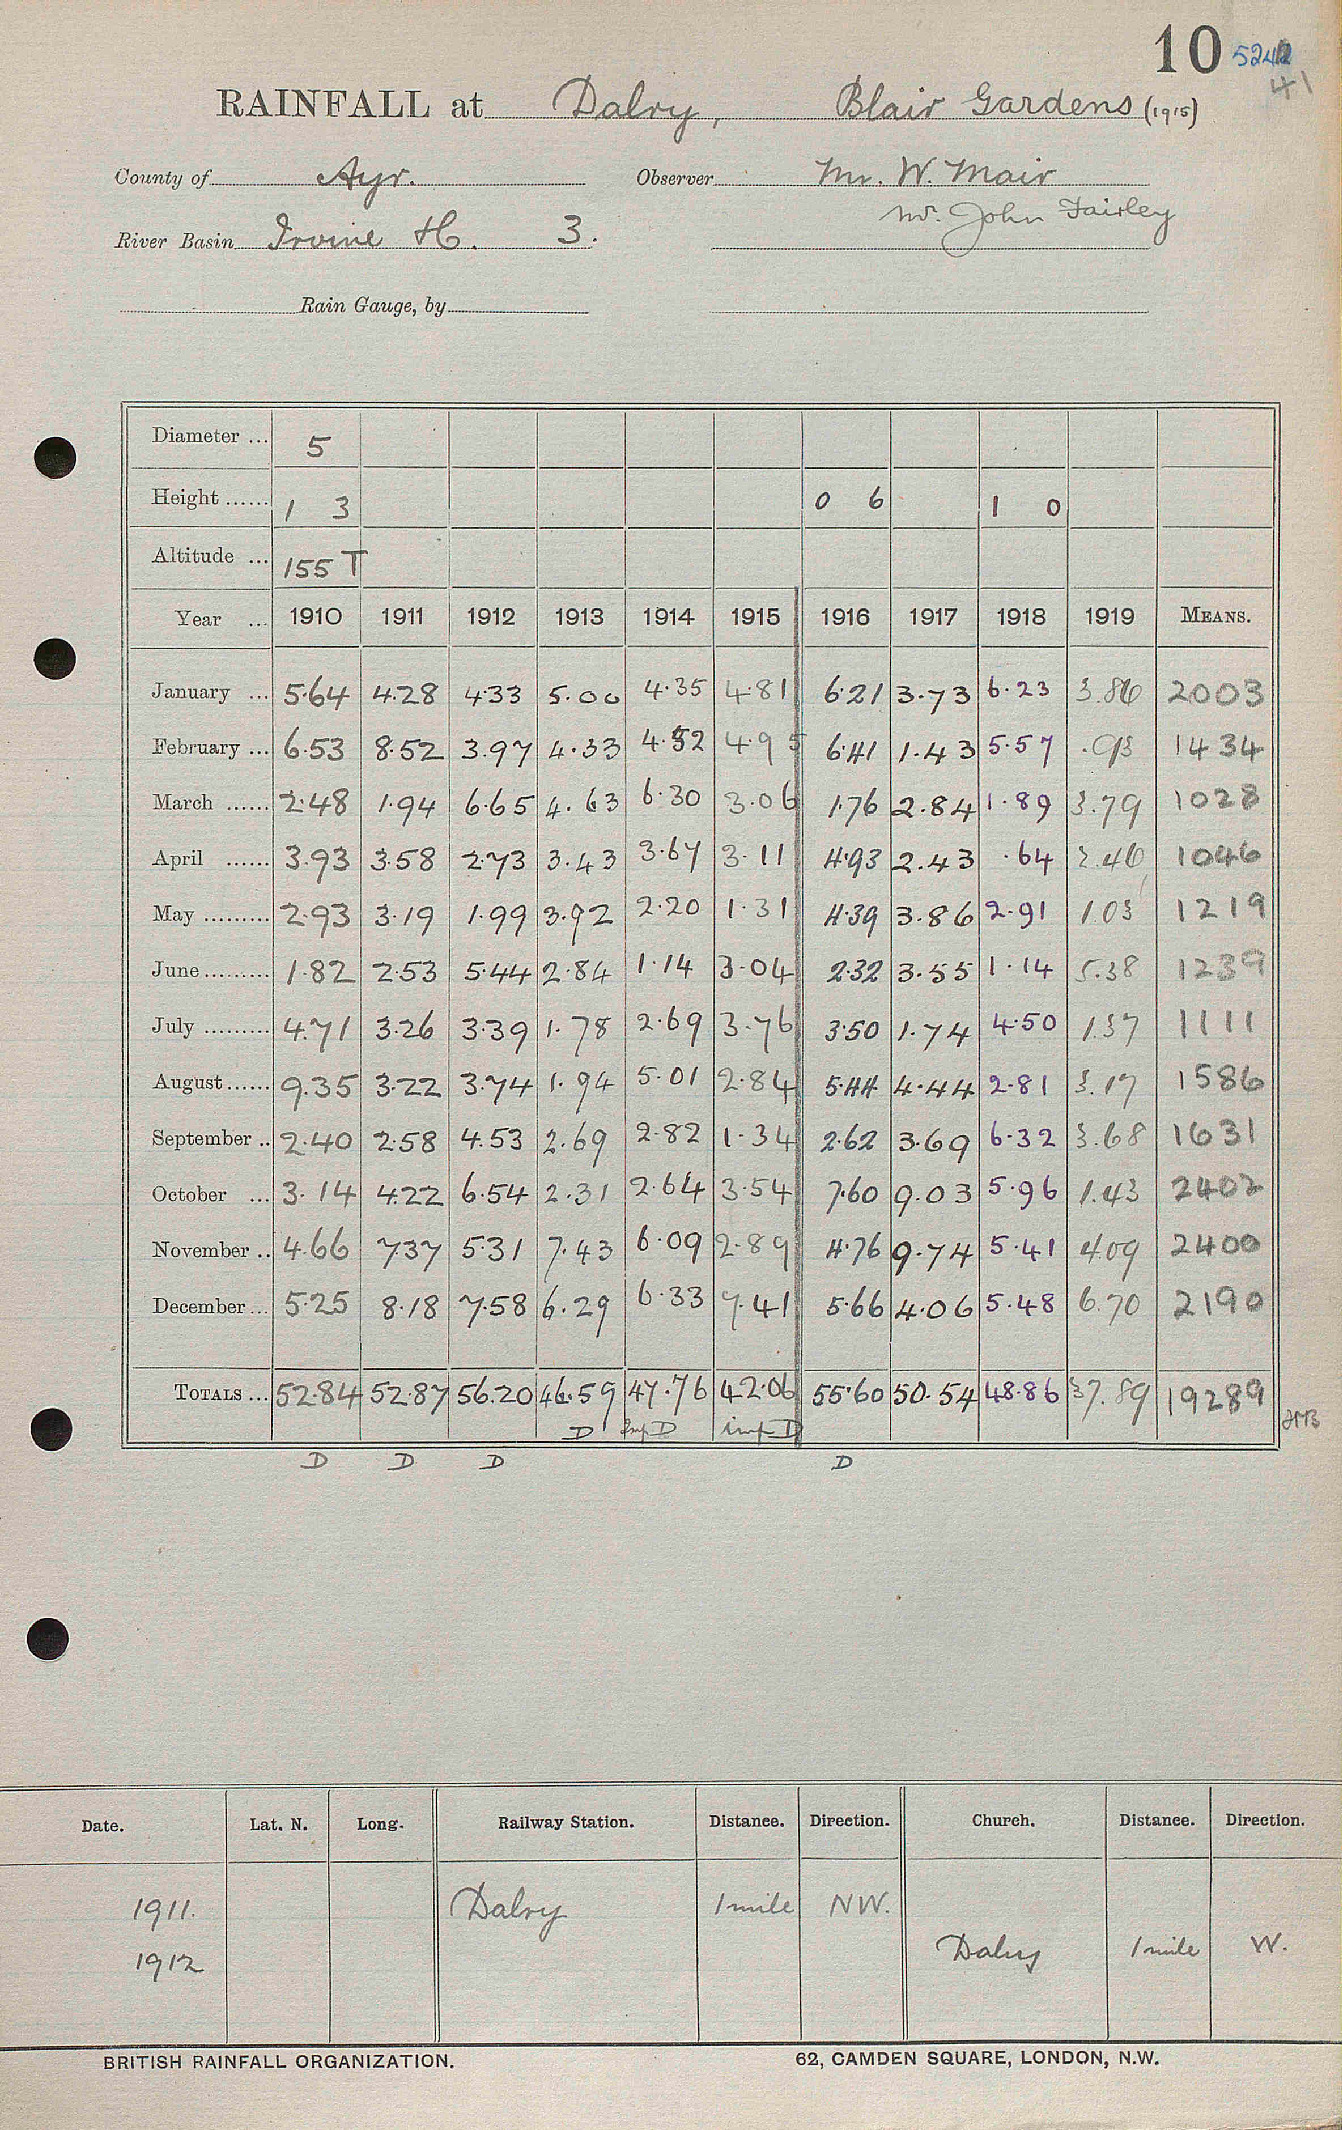 10 5241
41
RAINFALL at Dalry, Blair Gardens (1915)
County of Ayr. Observer Mr. W. Mair
Mr. John Fairley
River Basin Irvine H. 3.
Rain Gauge, by
Diameter ... 5
Height ...... 1 3 0 6 1 0
Altitude ... 155 T
Year ... 1910 1911 1912 1913 1914 1915 1916 1917 1918 1919 MEANS.
January ... 5.64 4.28 4.33 5.00 4.35 4.81 6.21 3.73 6.23 3.86 2003
February ... 6.53 8.52 3.97 4.33 4.52 4.95 6.41 1.43 5.57 .93 1434
March ...... 2.48 1.94 6.65 4.63 6.30 3.06 1.76 2.84 1.89 3.79 1028
April ...... 3.93 3.58 2.73 3.43 3.67 3.11 4.93 2.43 .64 2.46 1046
May ......... 2.93 3.19 1.99 3.92 2.20 1.31 4.39 3.86 2.91 1.03 1219
June ......... 1.82 2.53 5.44 2.84 1.14 3.04 2.32 3.55 1.14 5.38 1239
July ......... 4.71 3.26 3.39 1.78 2.69 3.76 3.50 1.74 4.50 1.37 1111
August ...... 9.35 3.22 3.74 1.94 5.01 2.84 5.44 4.44 2.81 3.17 1586
September .. 2.40 2.58 4.53 2.69 2.82 1.34 2.62 3.69 6.32 3.68 1631
October ... 3.14 4.22 6.54 2.31 2.64 3.54 7.60 9.03 5.96 1.43 2402
November .. 4.66 7.37 5.31 7.43 6.09 2.89 4.76 9.74 5.41 4.09 2400
December ... 5.25 8.18 7.58 6.29 6.33 7.41 5.66 4.06 5.48 6.70 2190
TOTALS ... 52.84 52.87 56.20 46.59 47.76 42.06 55.60 50.54 48.86 37.89 19289
D Imp D imp D
D D D D
Date. Lat. N. Long. Railway Station. Distance. Direction. Church. Distance. Direction.
1911. Dalry 1 mile NW.
1912 Dalry 1 mile W.
BRITISH RAINFALL ORGANIZATION. 62, CAMDEN SQUARE, LONDON, N.W.